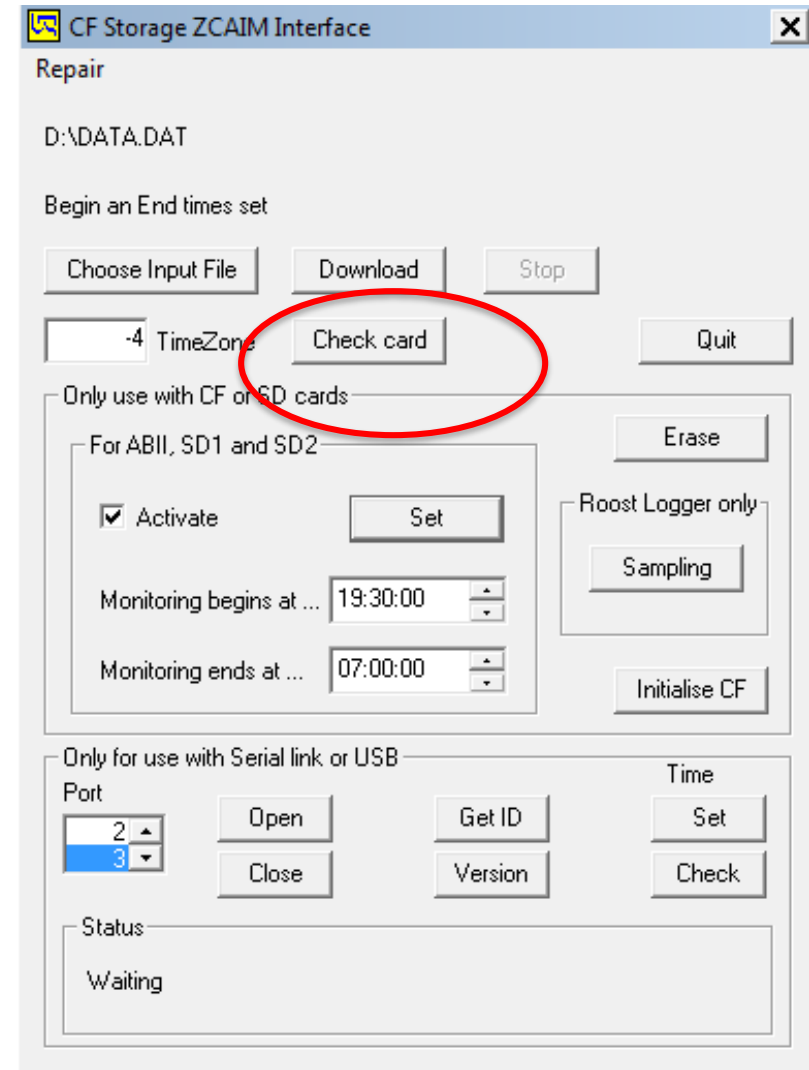 CF Storage ZCAIM Interface
Repair
D:\DATA.DAT
Begin an End times set
Choose Input File Download Stop
-4 TimeZone Check card Quit
Only use with CF or SD cards
For ABII, SD1 and SD2
Erase
Activate Set
Roost Logger only
Sampling
Monitoring begins at ... 19:30:00
Monitoring ends at ... 07:00:00
Initialise CF
Only for use with Serial link or USB
Port
Time
2
3
Open Get ID Set
Close Version Check
Status
Waiting